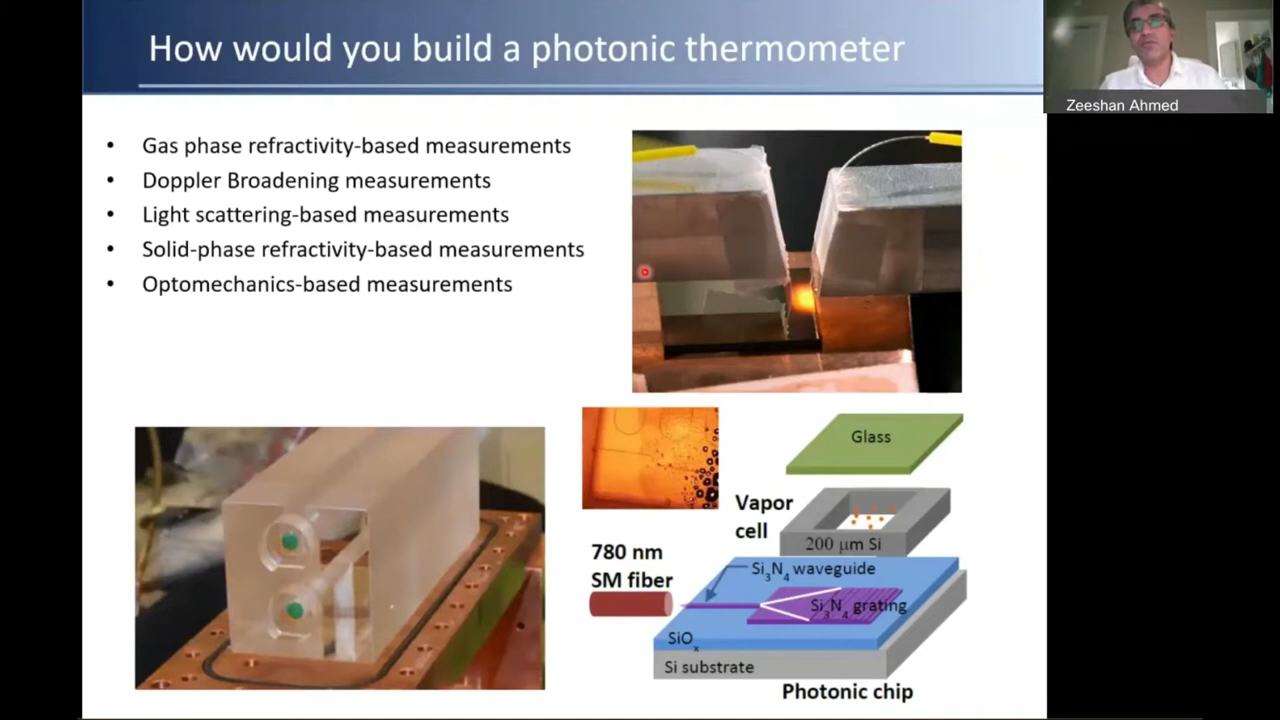 How would you build a photonic thermometer
Zeeshan Ahmed
• Gas phase refractivity-based measurements
• Doppler Broadening measurements
• Light scattering-based measurements
• Solid-phase refractivity-based measurements
• Optomechanics-based measurements
Glass
Vapor
cell
200 μm Si
780 nm
SM fiber
Si₃N₄ waveguide
Si₃N₄ grating
SiOₓ
Si substrate
Photonic chip